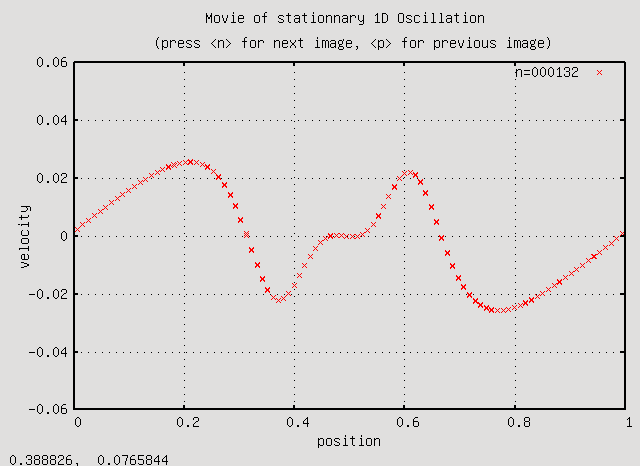 Movie of stationnary 1D Oscillation
(press <n> for next image, <p> for previous image)
n=000132
0.06
0.04
0.02
0
-0.02
-0.04
-0.06
velocity
0 0.2 0.4 0.6 0.8 1
position
0.388826, 0.0765844